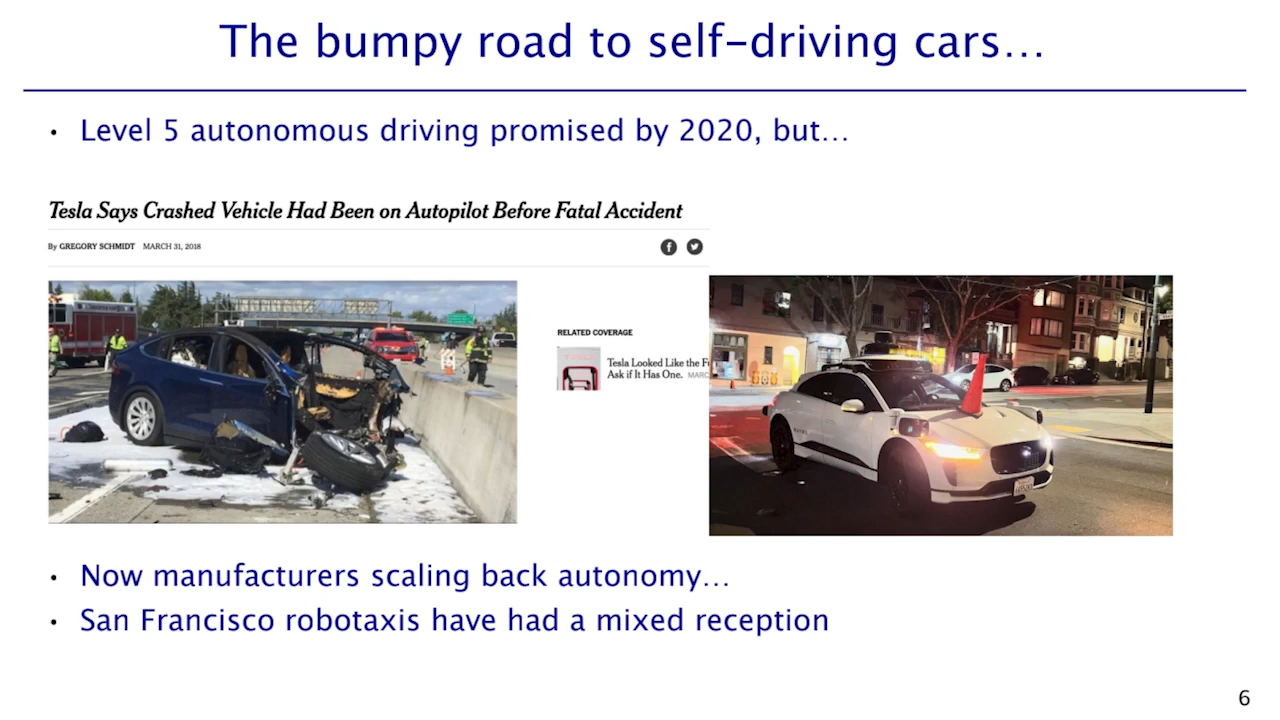 The bumpy road to self-driving cars...
• Level 5 autonomous driving promised by 2020, but...
Tesla Says Crashed Vehicle Had Been on Autopilot Before Fatal Accident
By GREGORY SCHMIDT MARCH 31, 2018
RELATED COVERAGE
Tesla Looked Like the F
Ask if It Has One. MARC
• Now manufacturers scaling back autonomy...
• San Francisco robotaxis have had a mixed reception
6